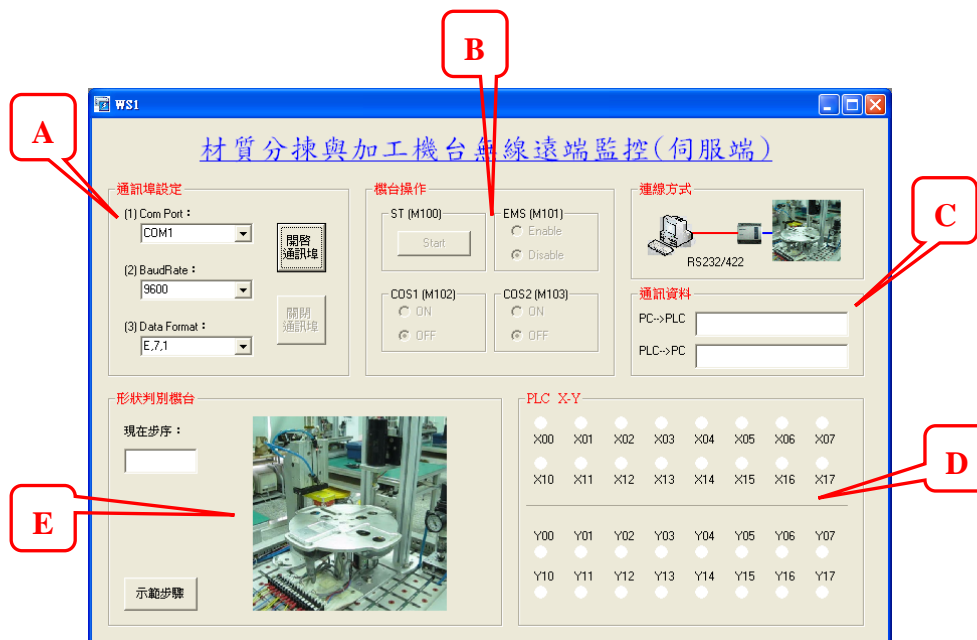 B
A
C
D
E
WS1
材質分揀與加工機台無線遠端監控(伺服端)
通訊埠設定
(1) Com Port：
COM1
開啓
通訊埠
(2) BaudRate：
9600
關閉
通訊埠
(3) Data Format：
E,7,1
機台操作
ST (M100)
Start
EMS (M101)
Enable
Disable
COS1 (M102)
ON
OFF
COS2 (M103)
ON
OFF
連線方式
RS232/422
通訊資料
PC-->PLC
PLC-->PC
形狀判別機台
現在步序：
示範步驟
PLC X-Y
X00 X01 X02 X03 X04 X05 X06 X07
X10 X11 X12 X13 X14 X15 X16 X17
Y00 Y01 Y02 Y03 Y04 Y05 Y06 Y07
Y10 Y11 Y12 Y13 Y14 Y15 Y16 Y17